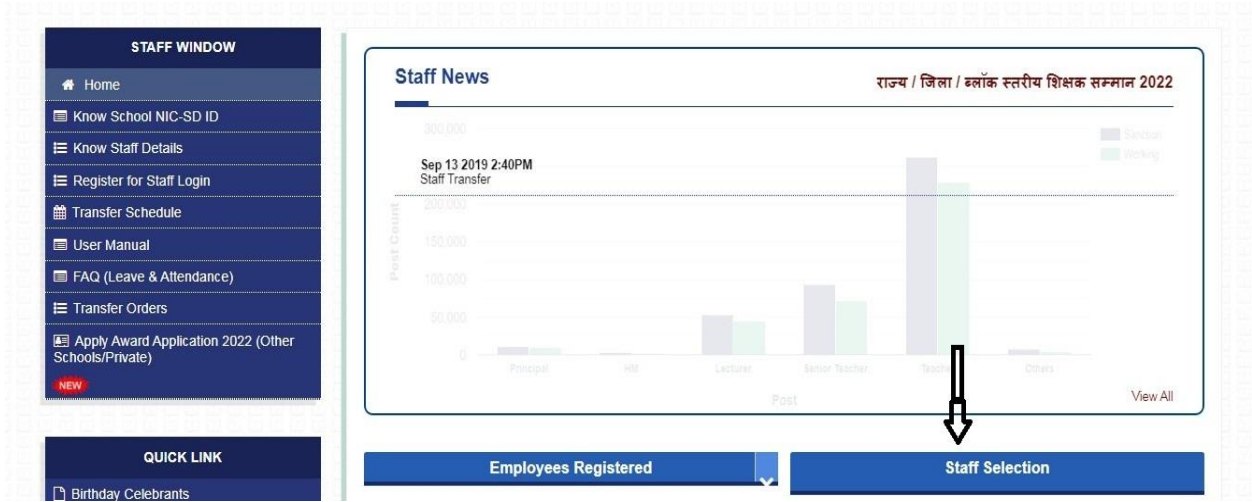 STAFF WINDOW
Home
Know School NIC-SD ID
Know Staff Details
Register for Staff Login
Transfer Schedule
User Manual
FAQ (Leave & Attendance)
Transfer Orders
Apply Award Application 2022 (Other
Schools/Private)
NEW
QUICK LINK
Birthday Celebrants
Staff News
राज्य / जिला / ब्लॉक स्तरीय शिक्षक सम्मान 2022
300,000
Sanction
Working
Sep 13 2019 2:40PM
Staff Transfer
200,000
150,000
100,000
50,000
0
Post Count
Principal HM Lecturer Senior Teacher Teacher Others
Post
View All
Employees Registered
Staff Selection